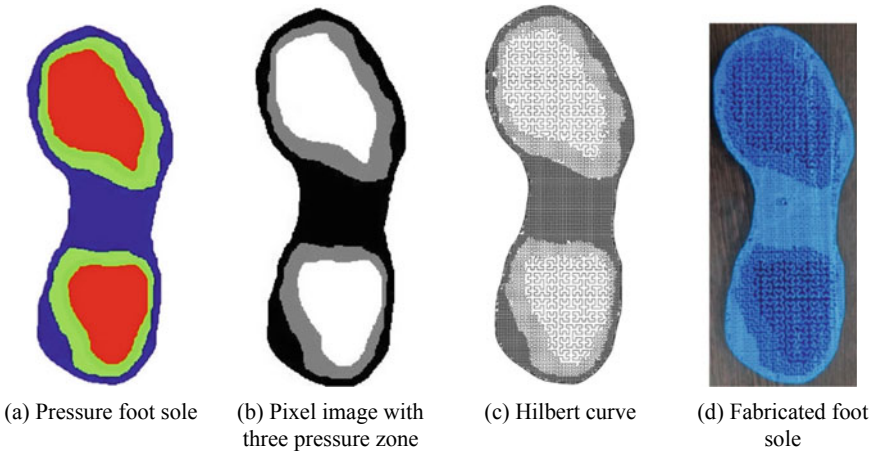 (a) Pressure foot sole
(b) Pixel image with
three pressure zone
(c) Hilbert curve
(d) Fabricated foot
sole